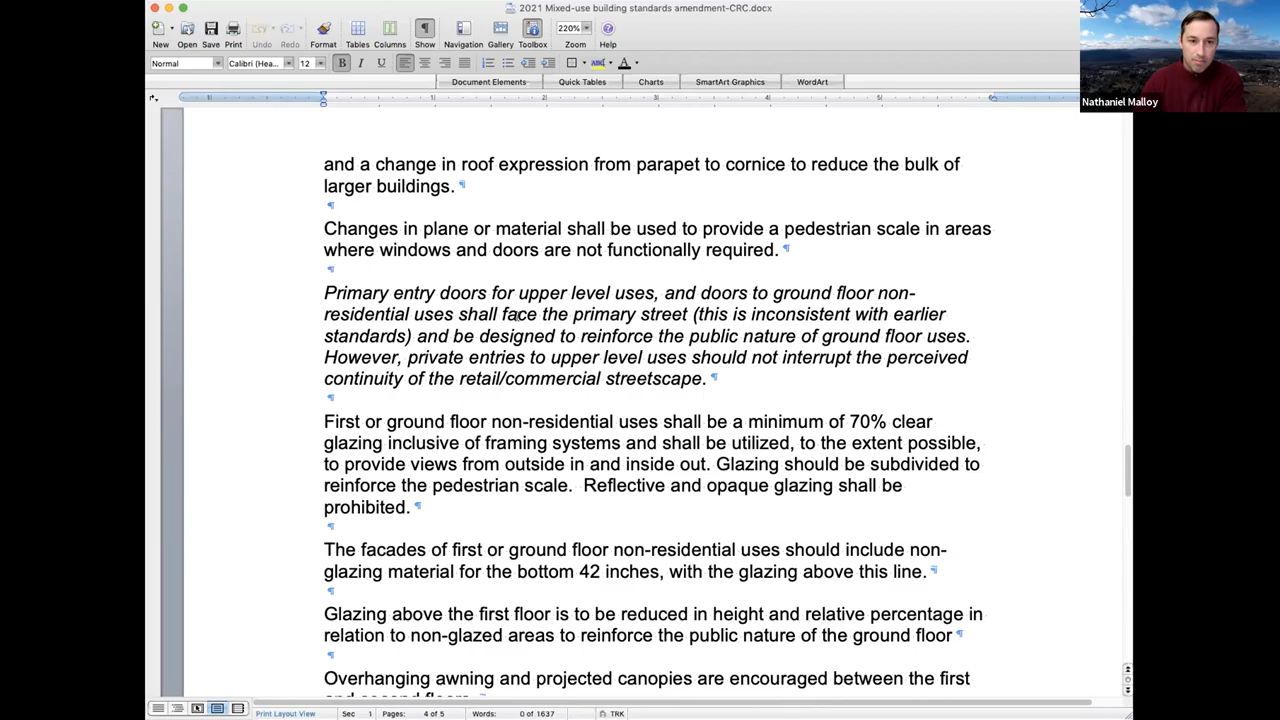 2021 Mixed-use building standards amendment-CRC.docx
New Open Save Print Undo Redo Format Tables Columns Show Navigation Gallery Toolbox 220% Zoom Help
Normal Calibri (Hea... 12 B I U
Document Elements Quick Tables Charts SmartArt Graphics WordArt
Nathaniel Malloy
and a change in roof expression from parapet to cornice to reduce the bulk of
larger buildings. ¶
¶
Changes in plane or material shall be used to provide a pedestrian scale in areas
where windows and doors are not functionally required. ¶
¶
Primary entry doors for upper level uses, and doors to ground floor non-
residential uses shall face the primary street (this is inconsistent with earlier
standards) and be designed to reinforce the public nature of ground floor uses.
However, private entries to upper level uses should not interrupt the perceived
continuity of the retail/commercial streetscape. ¶
¶
First or ground floor non-residential uses shall be a minimum of 70% clear
glazing inclusive of framing systems and shall be utilized, to the extent possible,
to provide views from outside in and inside out. Glazing should be subdivided to
reinforce the pedestrian scale.  Reflective and opaque glazing shall be
prohibited. ¶
¶
The facades of first or ground floor non-residential uses should include non-
glazing material for the bottom 42 inches, with the glazing above this line. ¶
¶
Glazing above the first floor is to be reduced in height and relative percentage in
relation to non-glazed areas to reinforce the public nature of the ground floor ¶
¶
Overhanging awning and projected canopies are encouraged between the first
Print Layout View Sec 1 Pages: 4 of 5 Words: 0 of 1637 TRK